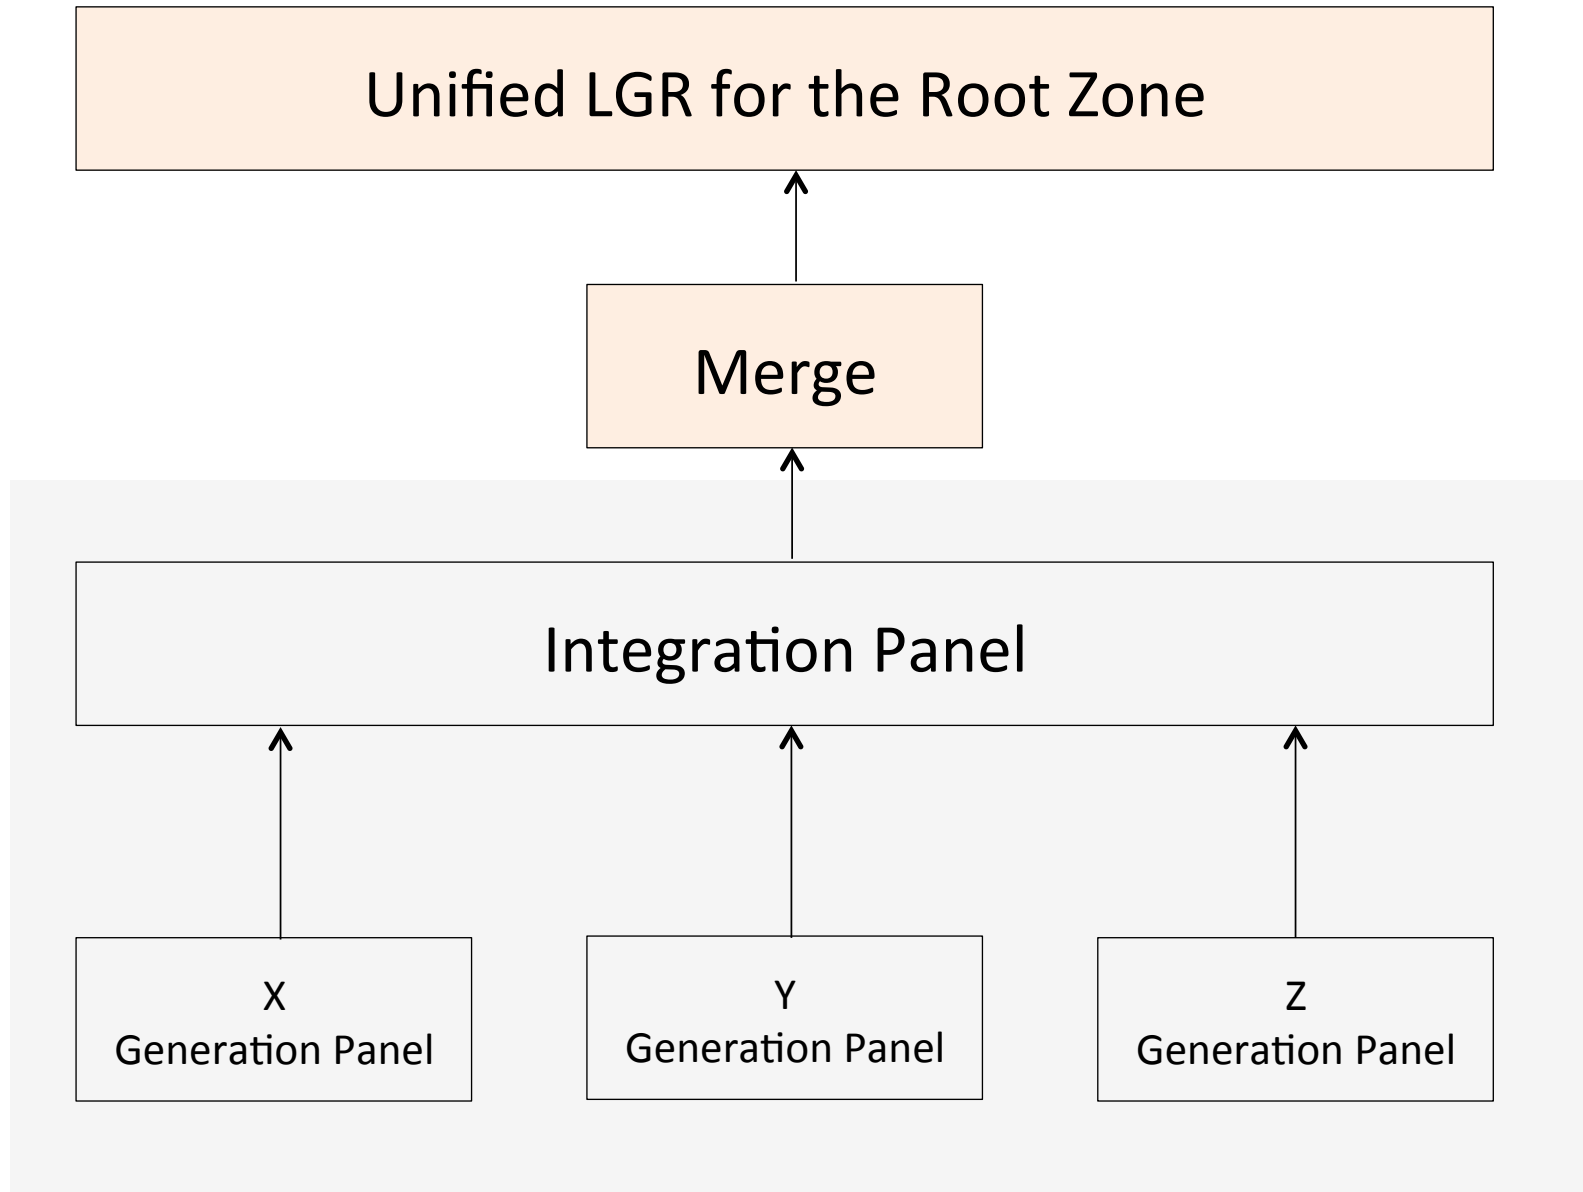 Unified LGR for the Root Zone
Merge
Integration Panel
X
Generation Panel
Y
Generation Panel
Z
Generation Panel